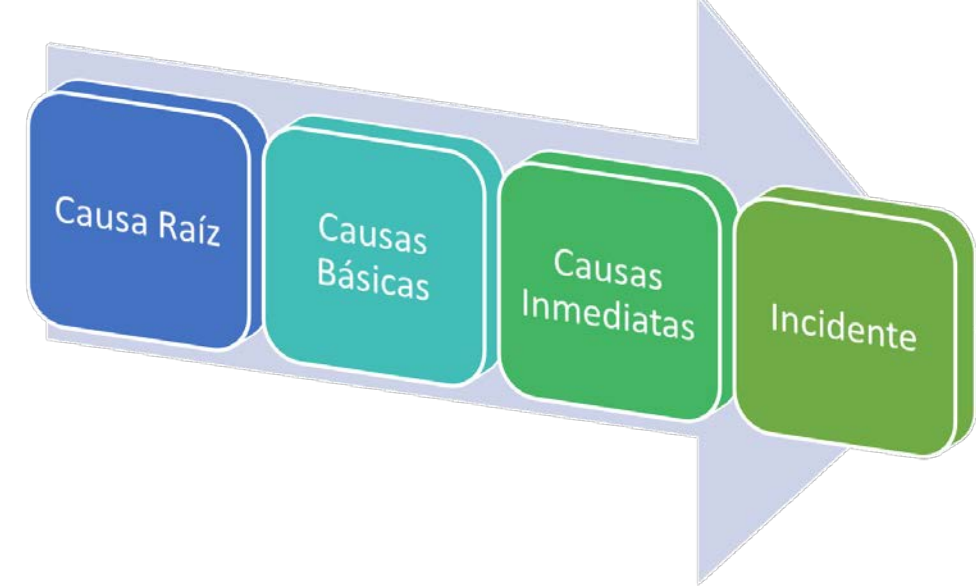 Causa Raíz
Causas
Básicas
Causas
Inmediatas
Incidente